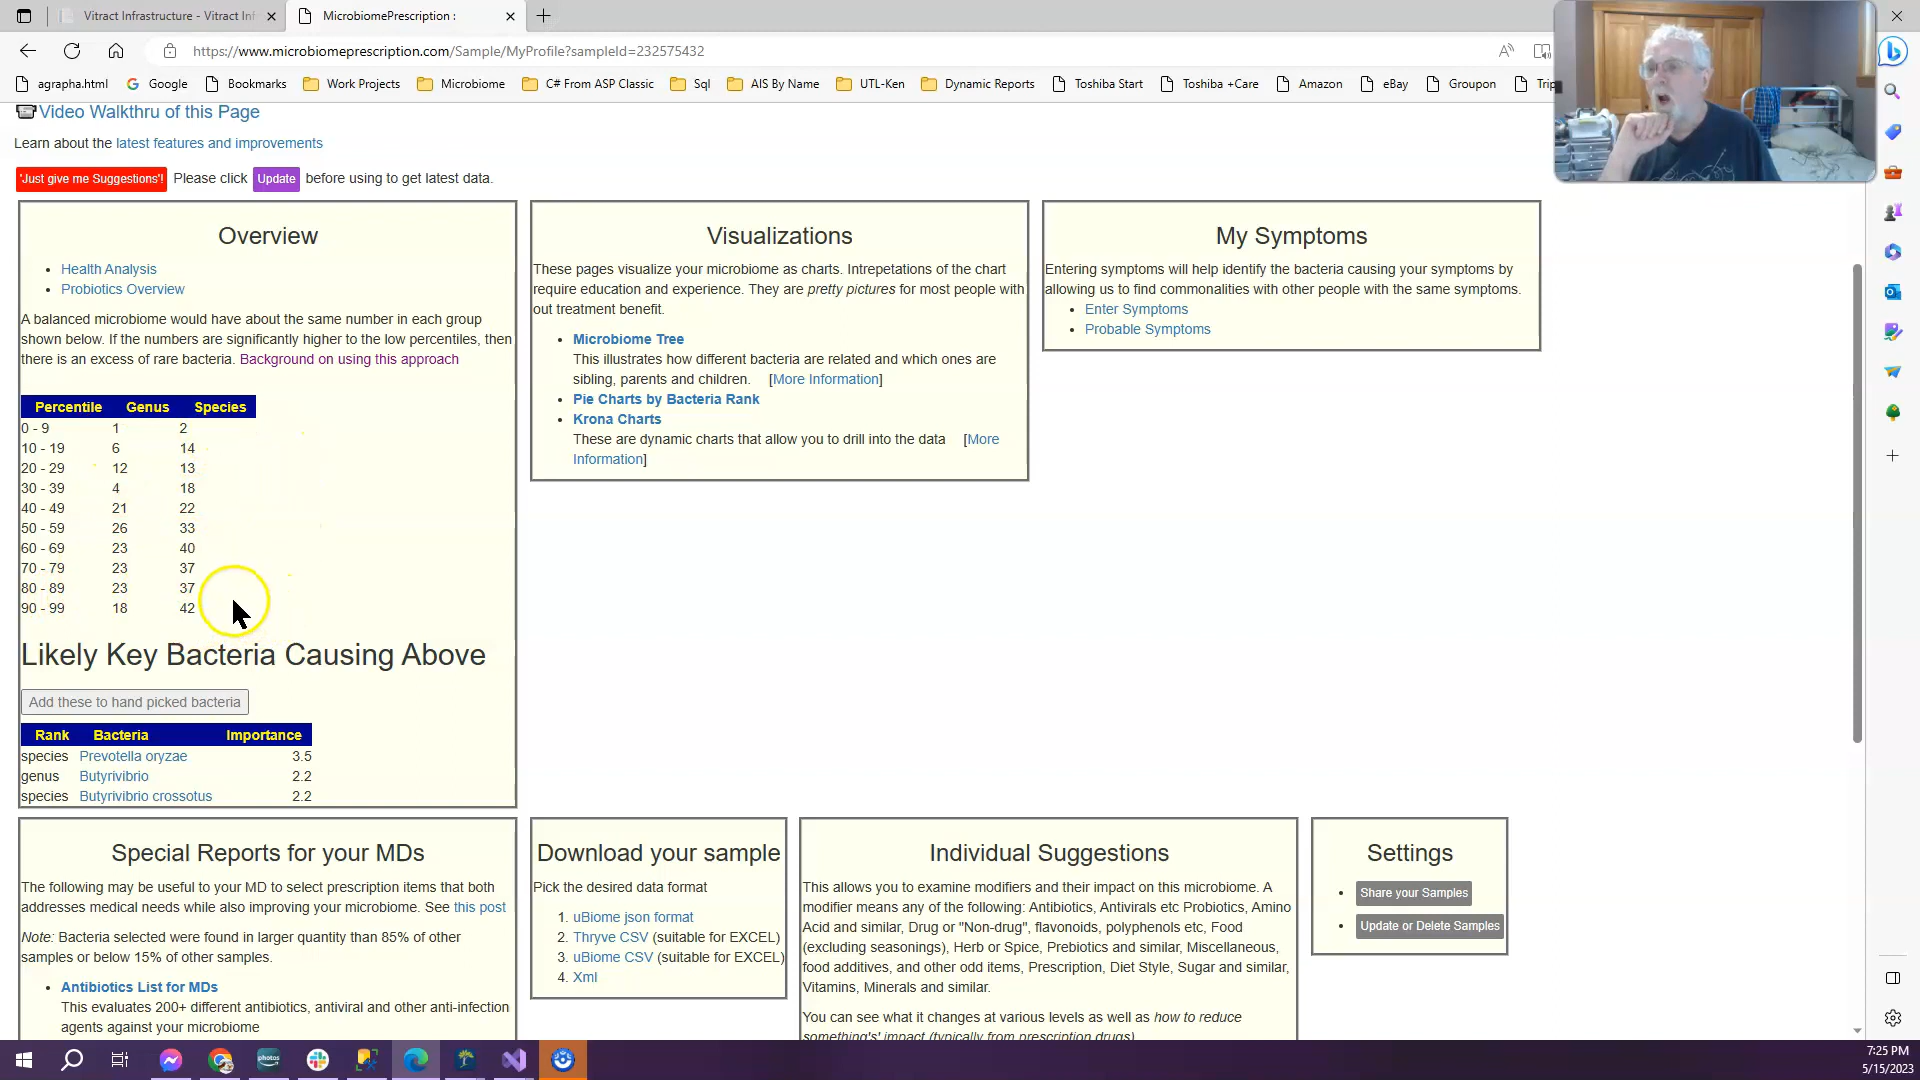 Vitract Infrastructure - Vitract Inf
MicrobiomePrescription :
https://www.microbiomeprescription.com/Sample/MyProfile?sampleId=232575432
agrapha.html Google Bookmarks Work Projects Microbiome C# From ASP Classic Sql AIS By Name UTL-Ken Dynamic Reports Toshiba Start Toshiba +Care Amazon eBay Groupon Trip
Video Walkthru of this Page
Learn about the latest features and improvements
'Just give me Suggestions'! Please click Update before using to get latest data.
Overview
Health Analysis
Probiotics Overview
A balanced microbiome would have about the same number in each group
shown below. If the numbers are significantly higher to the low percentiles, then
there is an excess of rare bacteria. Background on using this approach
Percentile Genus Species
0 - 9 1 2
10 - 19 6 14
20 - 29 12 13
30 - 39 4 18
40 - 49 21 22
50 - 59 26 33
60 - 69 23 40
70 - 79 23 37
80 - 89 23 37
90 - 99 18 42
Likely Key Bacteria Causing Above
Add these to hand picked bacteria
Rank Bacteria Importance
species Prevotella oryzae 3.5
genus Butyrivibrio 2.2
species Butyrivibrio crossotus 2.2
Visualizations
These pages visualize your microbiome as charts. Intrepetations of the chart
require education and experience. They are pretty pictures for most people with
out treatment benefit.
Microbiome Tree
This illustrates how different bacteria are related and which ones are
sibling, parents and children. [More Information]
Pie Charts by Bacteria Rank
Krona Charts
These are dynamic charts that allow you to drill into the data [More
Information]
My Symptoms
Entering symptoms will help identify the bacteria causing your symptoms by
allowing us to find commonalities with other people with the same symptoms.
Enter Symptoms
Probable Symptoms
Special Reports for your MDs
The following may be useful to your MD to select prescription items that both
addresses medical needs while also improving your microbiome. See this post
Note: Bacteria selected were found in larger quantity than 85% of other
samples or below 15% of other samples.
Antibiotics List for MDs
This evaluates 200+ different antibiotics, antiviral and other anti-infection
agents against your microbiome
Download your sample
Pick the desired data format
1. uBiome json format
2. Thryve CSV (suitable for EXCEL)
3. uBiome CSV (suitable for EXCEL)
4. Xml
Individual Suggestions
This allows you to examine modifiers and their impact on this microbiome. A
modifier means any of the following: Antibiotics, Antivirals etc Probiotics, Amino
Acid and similar, Drug or "Non-drug", flavonoids, polyphenols etc, Food
(excluding seasonings), Herb or Spice, Prebiotics and similar, Miscellaneous,
food additives, and other odd items, Prescription, Diet Style, Sugar and similar,
Vitamins, Minerals and similar.
You can see what it changes at various levels as well as how to reduce
something's' impact (typically from prescription drugs)
Settings
Share your Samples
Update or Delete Samples
photos
7:25 PM
5/15/2023